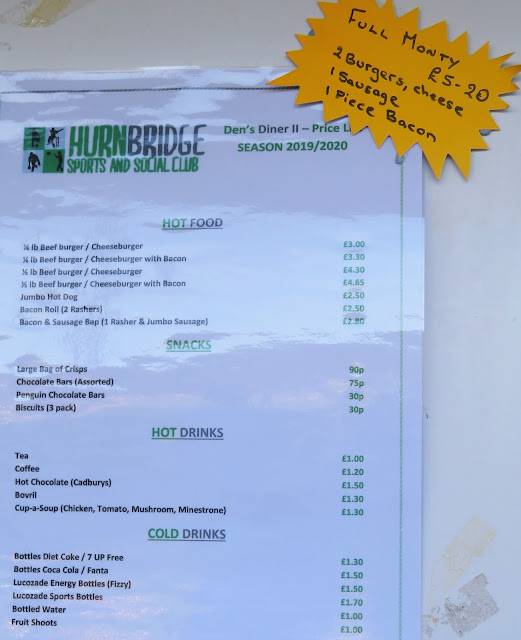 FULL MONTY
£5-20
2 Burgers, cheese
1 Sausage
1 Piece Bacon
HURNBRIDGE
SPORTS AND SOCIAL CLUB
Den's Diner II – Price
SEASON 2019/2020
HOT FOOD
¼ lb Beef burger / Cheeseburger £3.00
¼ lb Beef burger / Cheeseburger with Bacon £3.30
½ lb Beef burger / Cheeseburger £4.30
½ lb Beef burger / Cheeseburger with Bacon £4.65
Jumbo Hot Dog £2.50
Bacon Roll (2 Rashers) £2.50
Bacon & Sausage Bap (1 Rasher & Jumbo Sausage) £2.80
SNACKS
Large Bag of Crisps 90p
Chocolate Bars (Assorted) 75p
Penguin Chocolate Bars 30p
Biscuits (3 pack) 30p
HOT DRINKS
Tea £1.00
Coffee £1.20
Hot Chocolate (Cadburys) £1.50
Bovril £1.30
Cup-a-Soup (Chicken, Tomato, Mushroom, Minestrone) £1.30
COLD DRINKS
Bottles Diet Coke / 7 UP Free £1.30
Bottles Coca Cola / Fanta £1.50
Lucozade Energy Bottles (Fizzy) £1.50
Lucozade Sports Bottles £1.70
Bottled Water £1.00
Fruit Shoots £1.00